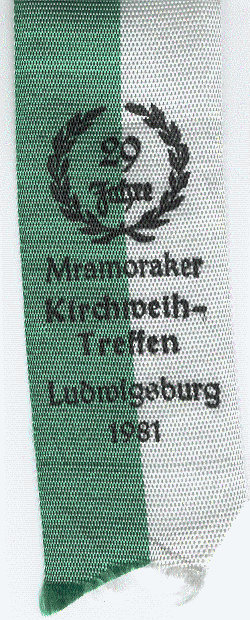 29
Jahre
Mramoraker
Kirchweih-
Treffen
Ludwigsburg
1981